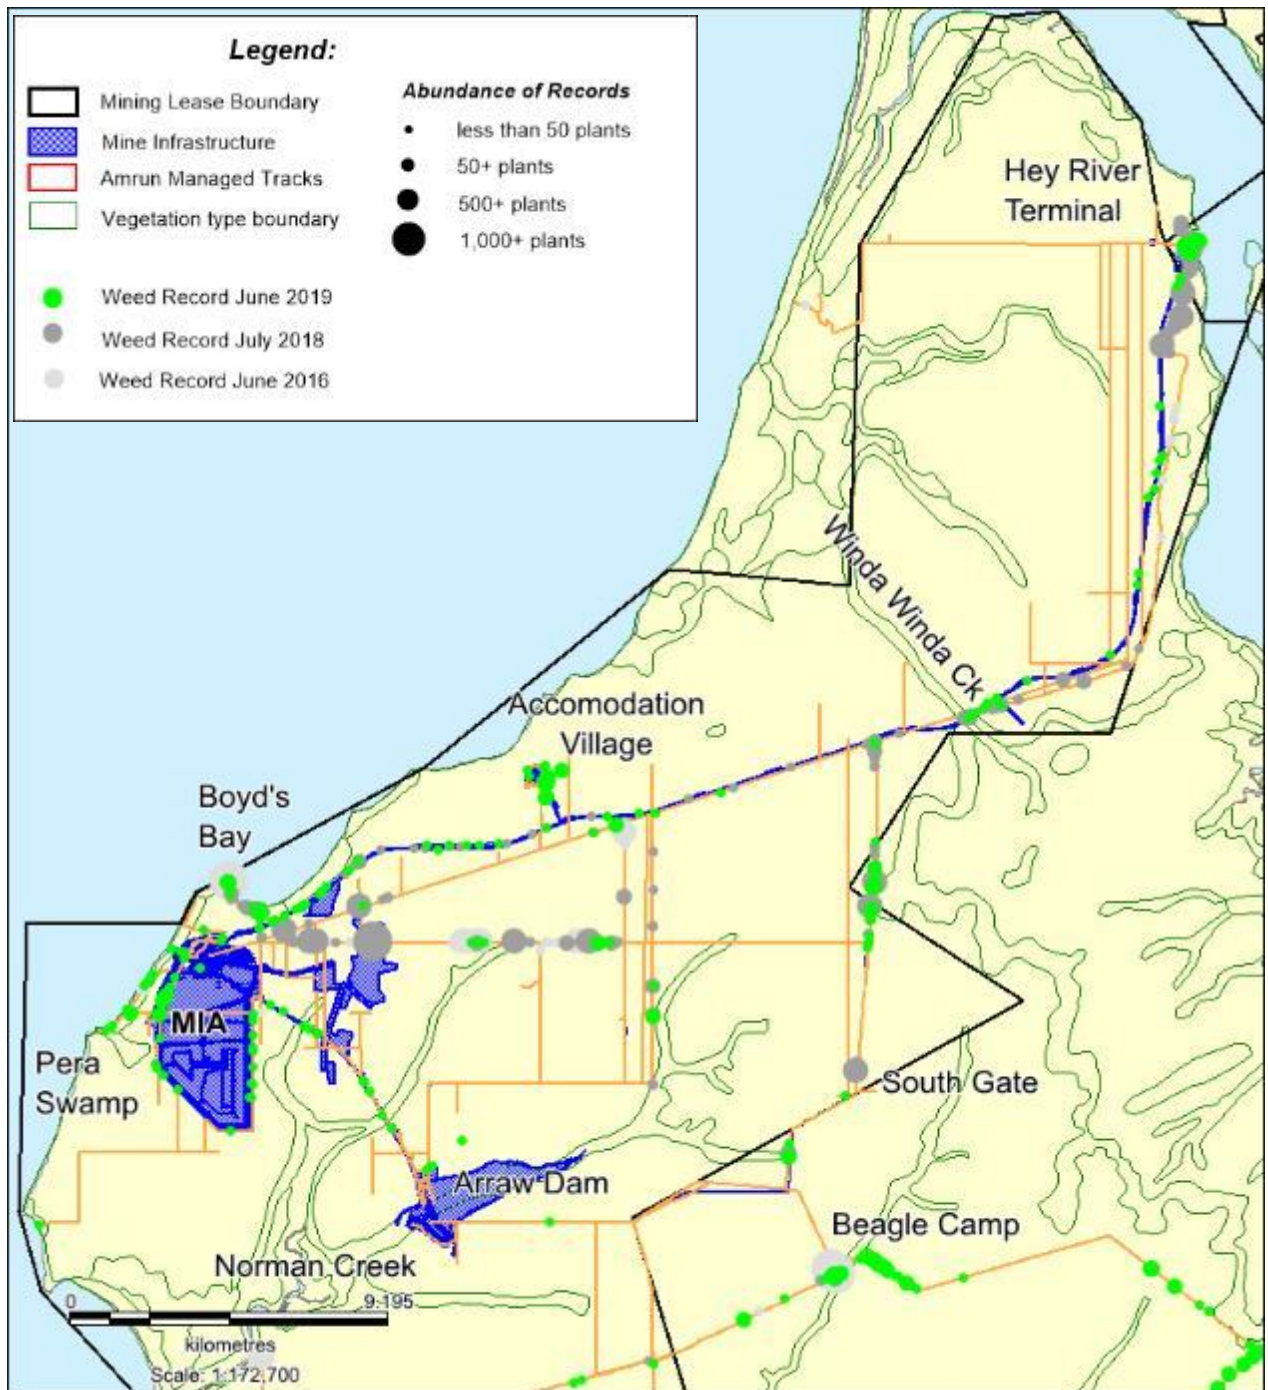 Legend:
Mining Lease Boundary
Mine Infrastructure
Amrun Managed Tracks
Vegetation type boundary
Abundance of Records
less than 50 plants
50+ plants
500+ plants
1,000+ plants
Weed Record June 2019
Weed Record July 2018
Weed Record June 2016
Hey River
Terminal
Winda Winda Ck
Accomodation
Village
Boyd's
Bay
MIA
Pera
Swamp
South Gate
Arraw Dam
Beagle Camp
Norman Creek
0 9.195
kilometres
Scale: 1:172,700